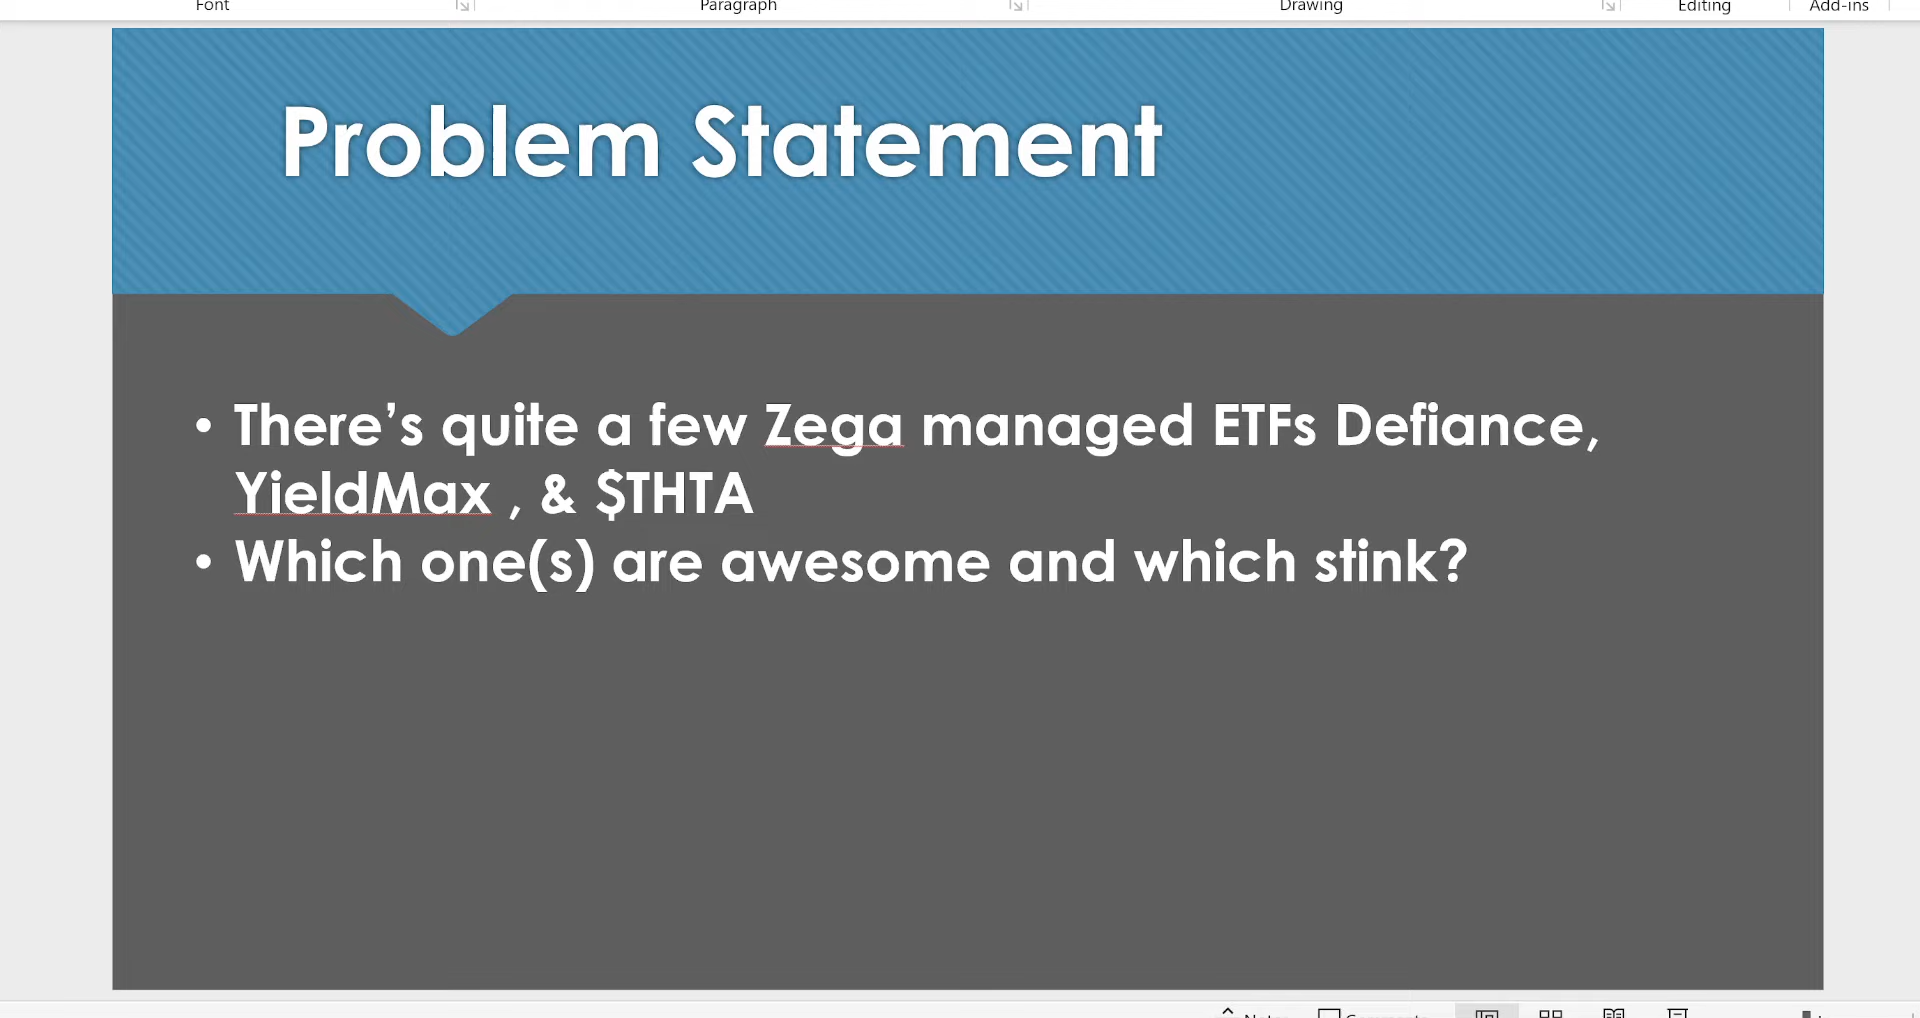 Font Paragraph Drawing Editing Add-ins
Problem Statement
• There’s quite a few Zega managed ETFs Defiance,
YieldMax , & $THTA
• Which one(s) are awesome and which stink?